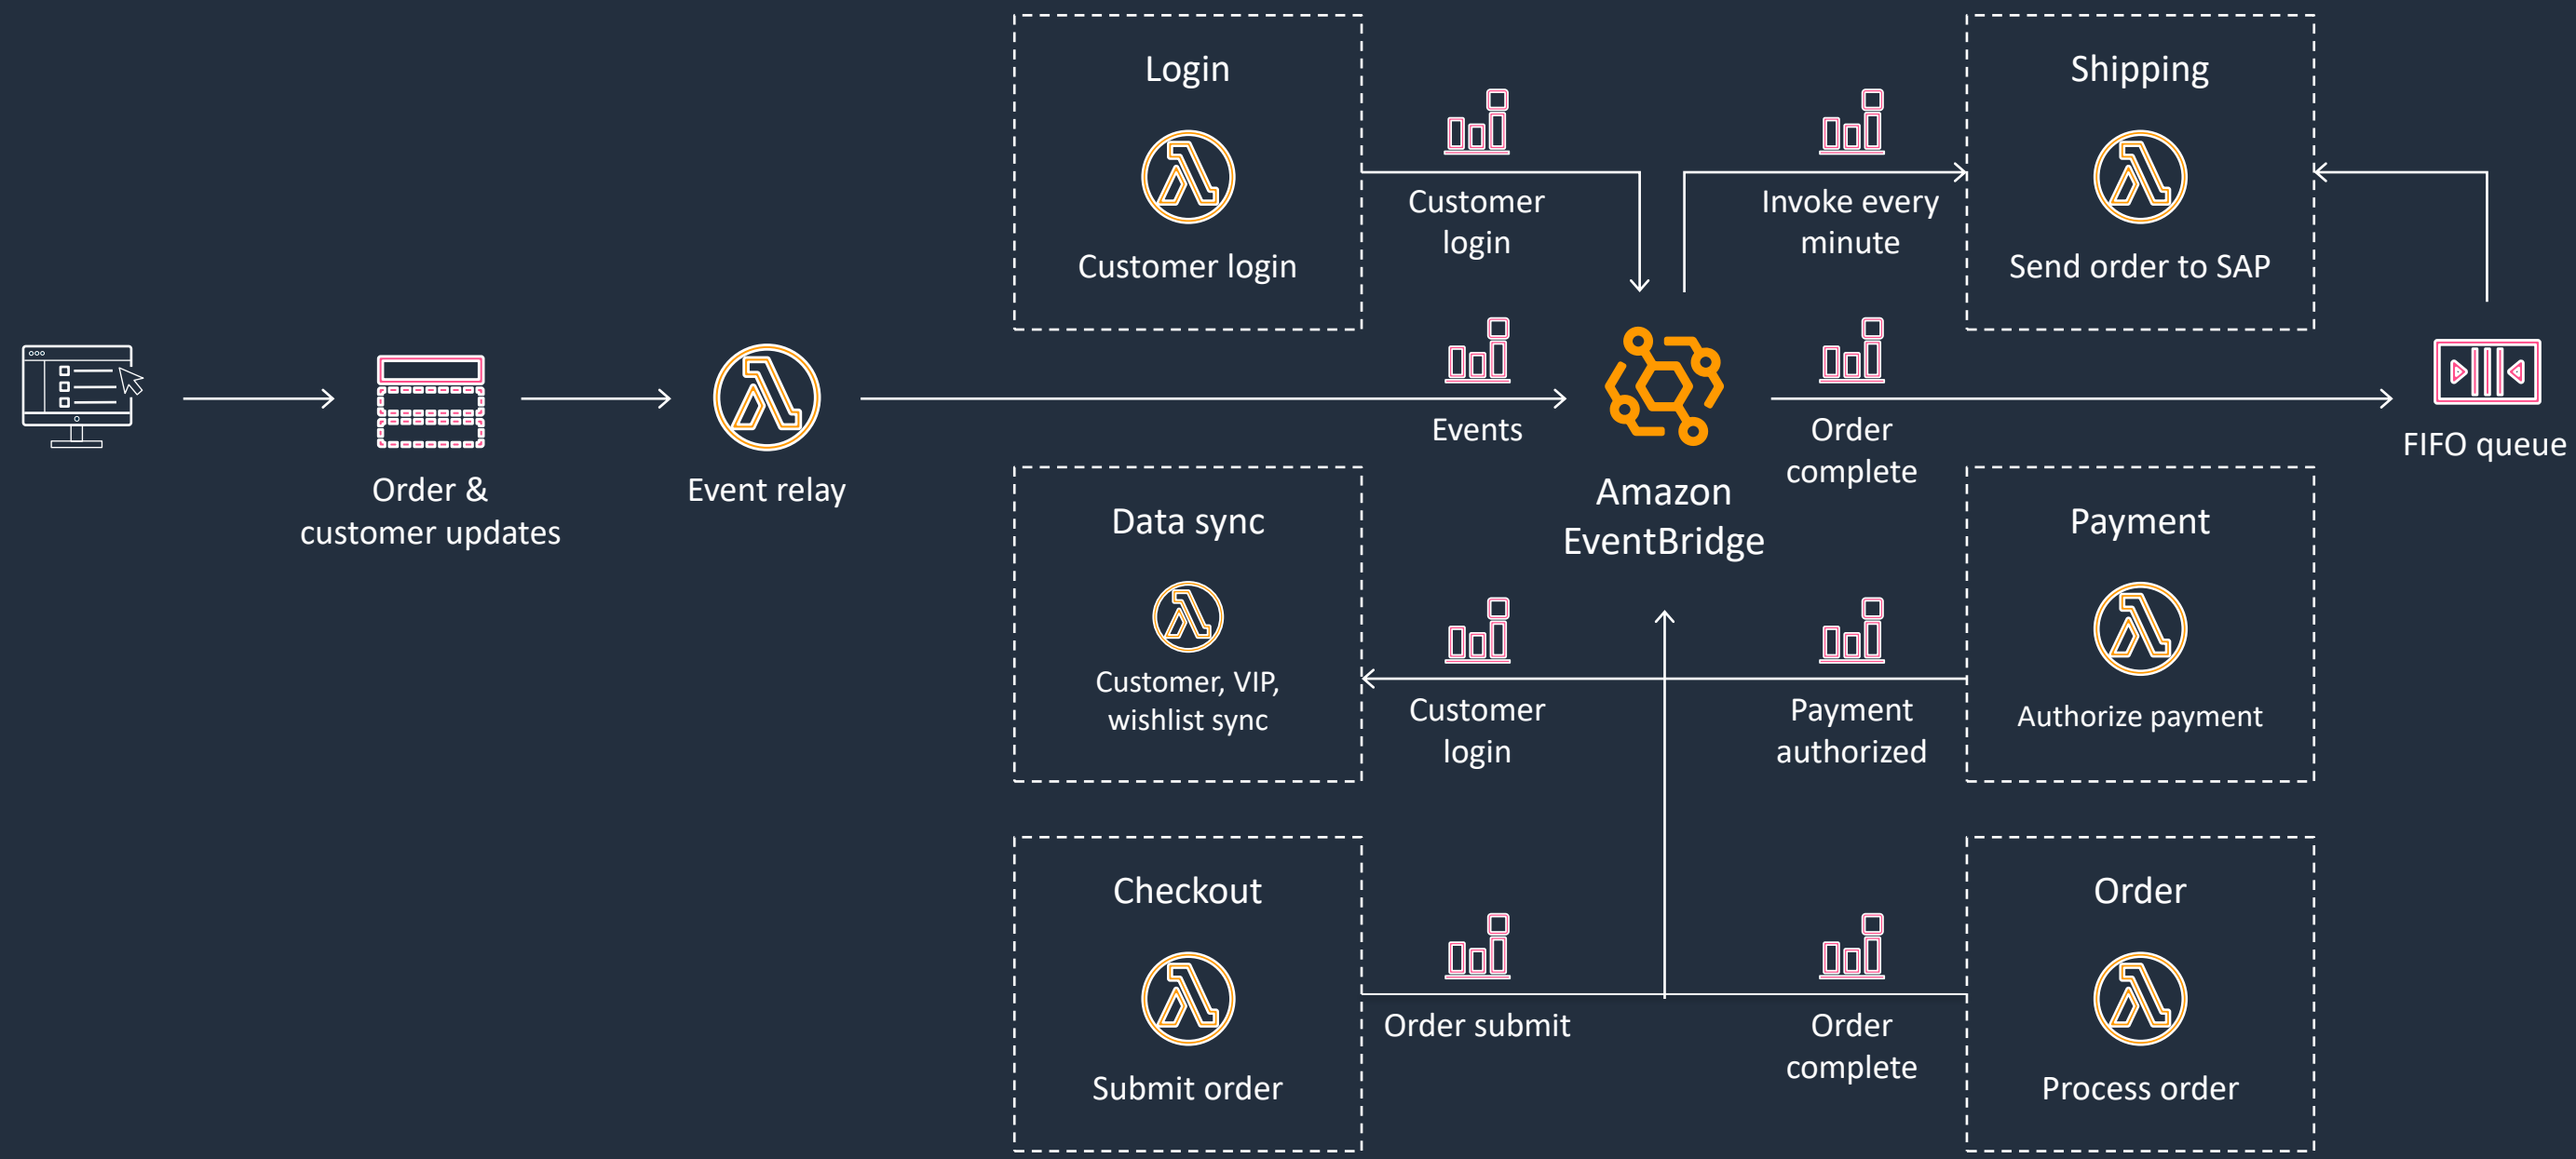 Login
Customer login
Customer
login
Invoke every
minute
Shipping
Send order to SAP
Order &
customer updates
Event relay
Events
Amazon
EventBridge
Order
complete
FIFO queue
Data sync
Customer, VIP,
wishlist sync
Customer
login
Payment
authorized
Payment
Authorize payment
Checkout
Submit order
Order submit
Order
complete
Order
Process order